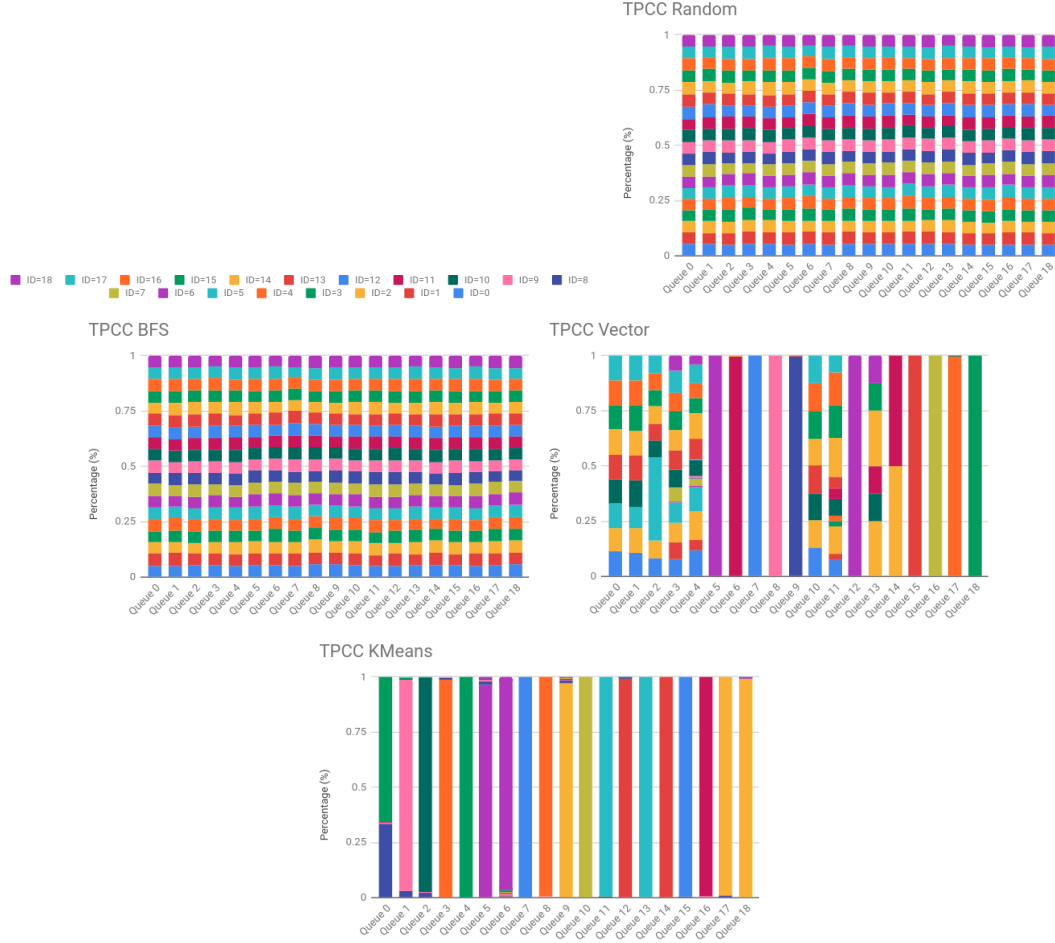 TPCC Random
1
0.75
0.5
0.25
0
Percentage (%)
Queue 0 Queue 1 Queue 2 Queue 3 Queue 4 Queue 5 Queue 6 Queue 7 Queue 8 Queue 9 Queue 10 Queue 11 Queue 12 Queue 13 Queue 14 Queue 15 Queue 16 Queue 17 Queue 18
ID=18 ID=17 ID=16 ID=15 ID=14 ID=13 ID=12 ID=11 ID=10 ID=9 ID=8
ID=7 ID=6 ID=5 ID=4 ID=3 ID=2 ID=1 ID=0
TPCC BFS
1
0.75
0.5
0.25
0
Percentage (%)
Queue 0 Queue 1 Queue 2 Queue 3 Queue 4 Queue 5 Queue 6 Queue 7 Queue 8 Queue 9 Queue 10 Queue 11 Queue 12 Queue 13 Queue 14 Queue 15 Queue 16 Queue 17 Queue 18
TPCC Vector
1
0.75
0.5
0.25
0
Percentage (%)
Queue 0 Queue 1 Queue 2 Queue 3 Queue 4 Queue 5 Queue 6 Queue 7 Queue 8 Queue 9 Queue 10 Queue 11 Queue 12 Queue 13 Queue 14 Queue 15 Queue 16 Queue 17 Queue 18
TPCC KMeans
1
0.75
0.5
0.25
0
Percentage (%)
Queue 0 Queue 1 Queue 2 Queue 3 Queue 4 Queue 5 Queue 6 Queue 7 Queue 8 Queue 9 Queue 10 Queue 11 Queue 12 Queue 13 Queue 14 Queue 15 Queue 16 Queue 17 Queue 18